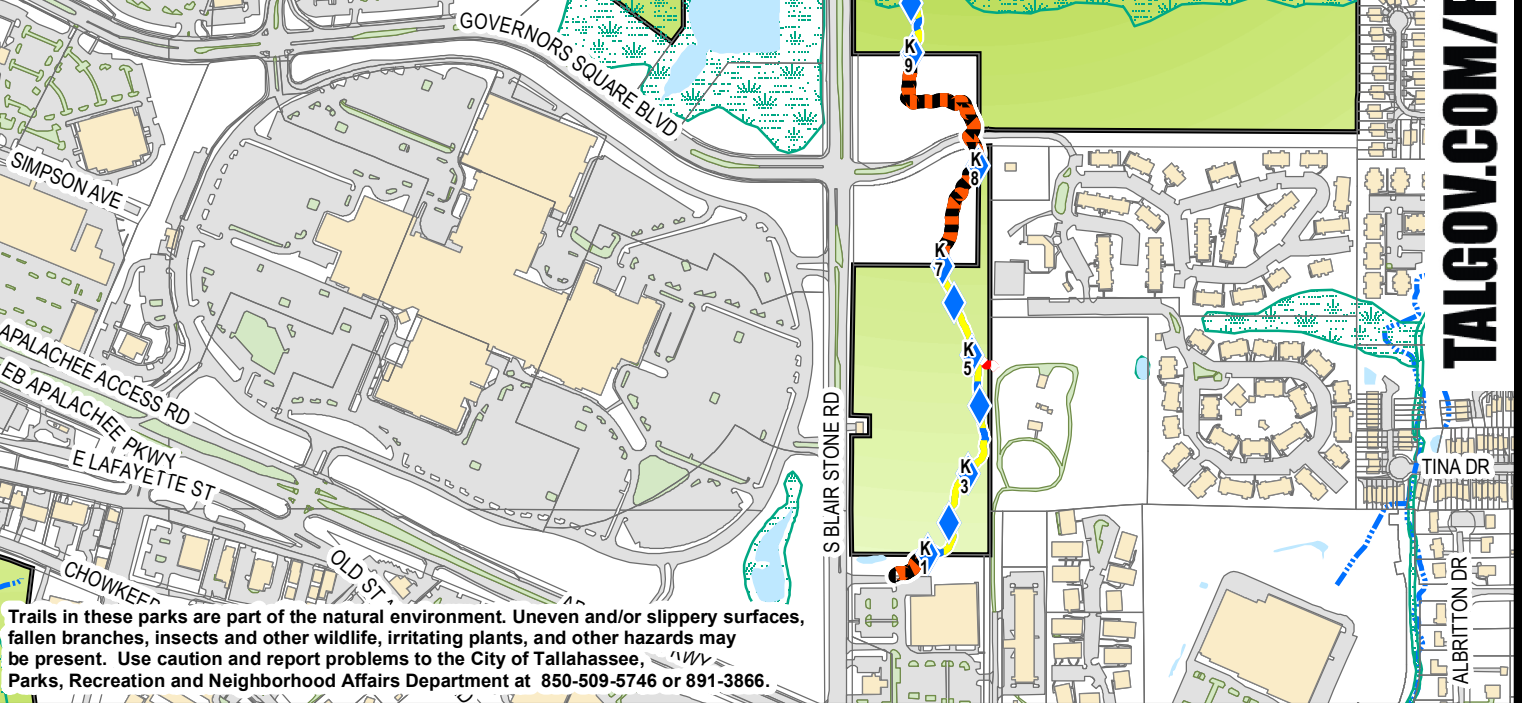 GOVERNORS SQUARE BLVD
K
9
SIMPSON AVE
K
8
K
7
TALGOV.COM/
APALACHEE ACCESS RD
EB APALACHEE PKWY
E LAFAYETTE ST
K
5
S BLAIR STONE RD
K
3
TINA DR
K
1
OLD ST
ALBRITTON DR
Trails in these parks are part of the natural environment. Uneven and/or slippery surfaces,
fallen branches, insects and other wildlife, irritating plants, and other hazards may
be present. Use caution and report problems to the City of Tallahassee,
Parks, Recreation and Neighborhood Affairs Department at 850-509-5746 or 891-3866.